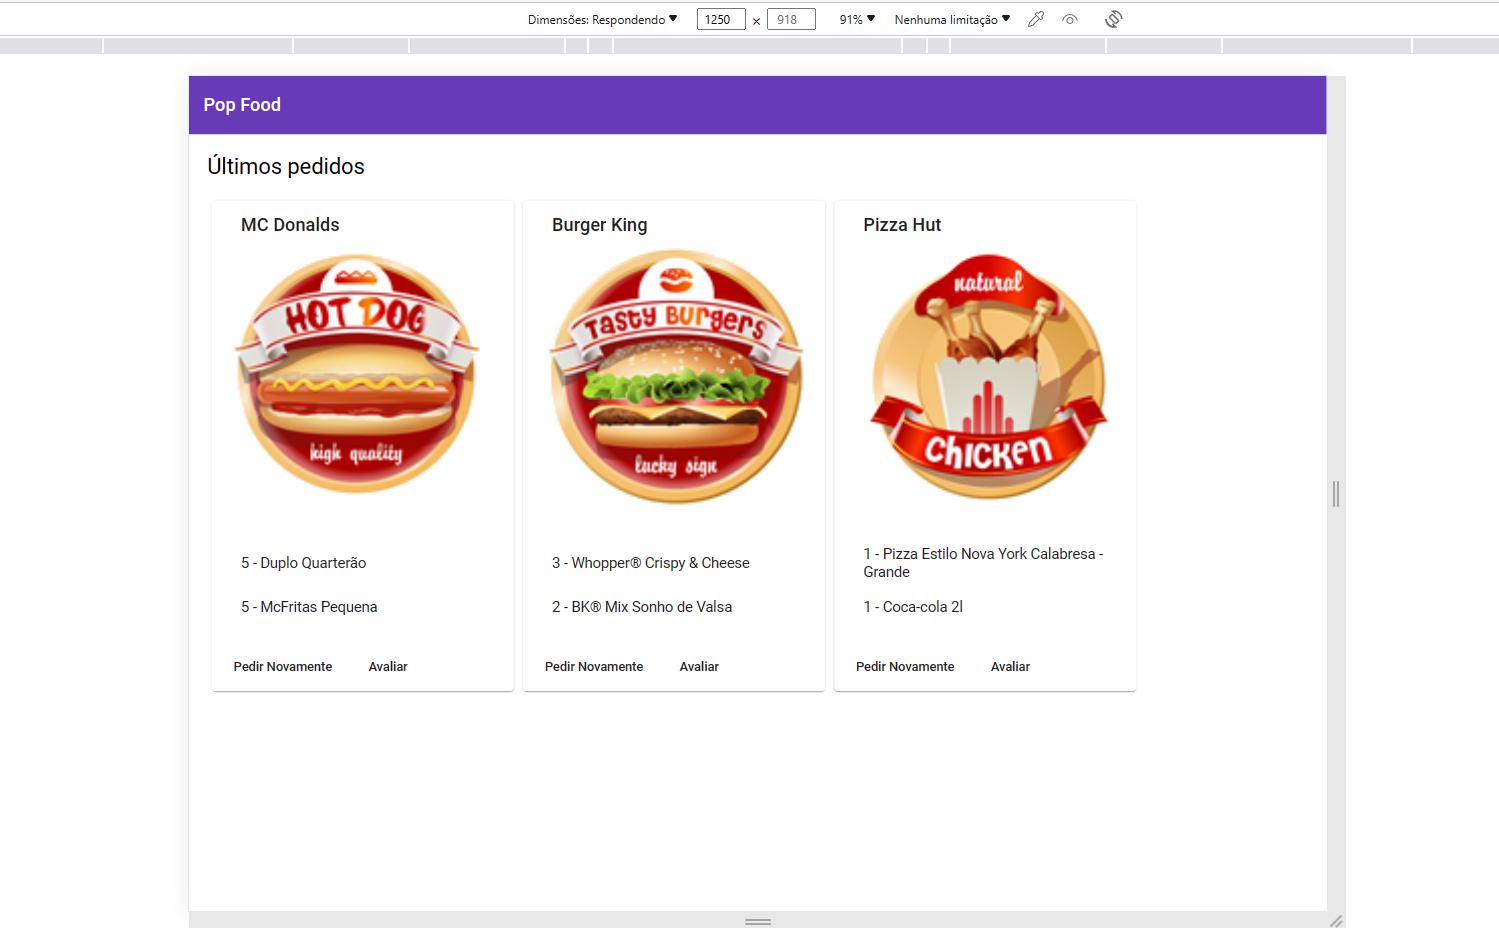 Dimensões: Respondendo 1250 × 918 91% Nenhuma limitação
Pop Food
Últimos pedidos
MC Donalds
HOT DOG
high quality
5 - Duplo Quarterão
5 - McFritas Pequena
Pedir Novamente Avaliar
Burger King
Tasty Burgers
lucky sign
3 - Whopper® Crispy & Cheese
2 - BK® Mix Sonho de Valsa
Pedir Novamente Avaliar
Pizza Hut
natural
CHICKEN
1 - Pizza Estilo Nova York Calabresa -
Grande
1 - Coca-cola 2l
Pedir Novamente Avaliar